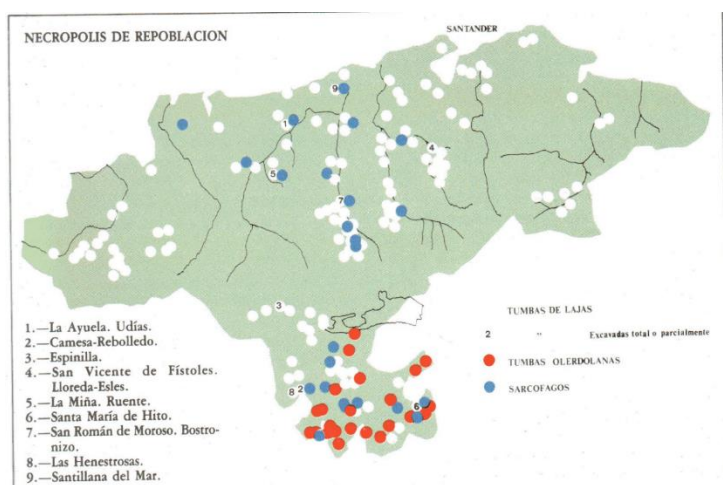 NECROPOLIS DE REPOBLACION
SANTANDER
9
1
4
5
7
3
2
8
6
1.—La Ayuela. Udías.
2.—Camesa-Rebolledo.
3.—Espinilla.
4.—San Vicente de Fístoles.
Lloreda-Esles.
5.—La Miña. Ruente.
6.—Santa María de Hito.
7.—San Román de Moroso. Bostro-
nizo.
8.—Las Henestrosas.
9.—Santillana del Mar.
TUMBAS DE LAJAS
2 " Excavadas total o parcialmente
TUMBAS OLERDOLANAS
SARCOFAGOS